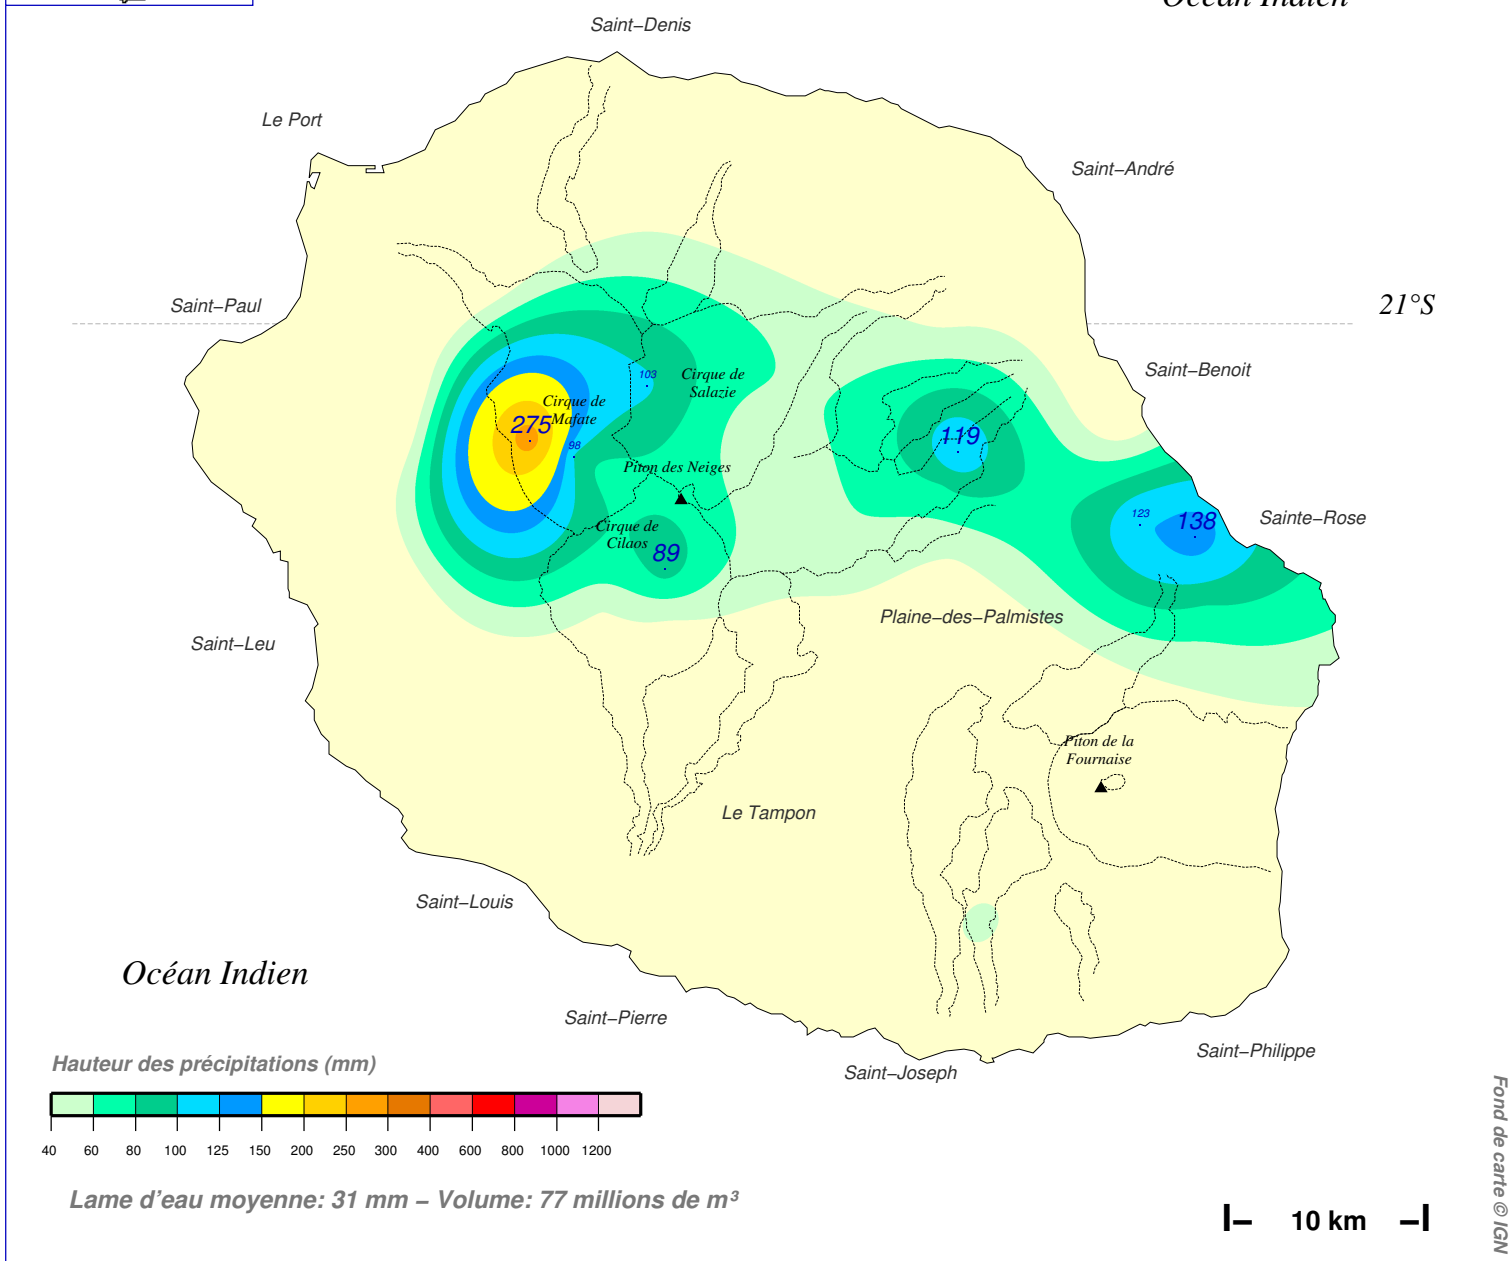 Océan Indien
Saint–Denis
Le Port
Saint–André
Saint–Paul
21°S
Saint–Benoit
103
Cirque de
Salazie
Cirque de
Mafate
275
98
119
Piton des Neiges
123
138
Sainte–Rose
Cirque de
Cilaos
89
Plaine–des–Palmistes
Saint–Leu
Piton de la
Fournaise
Le Tampon
Saint–Louis
Océan Indien
Saint–Pierre
Saint–Philippe
Saint–Joseph
Hauteur des précipitations (mm)
40 60 80 100 125 150 200 250 300 400 600 800 1000 1200
Lame d'eau moyenne: 31 mm – Volume: 77 millions de m³
10 km
Fond de carte © IGN